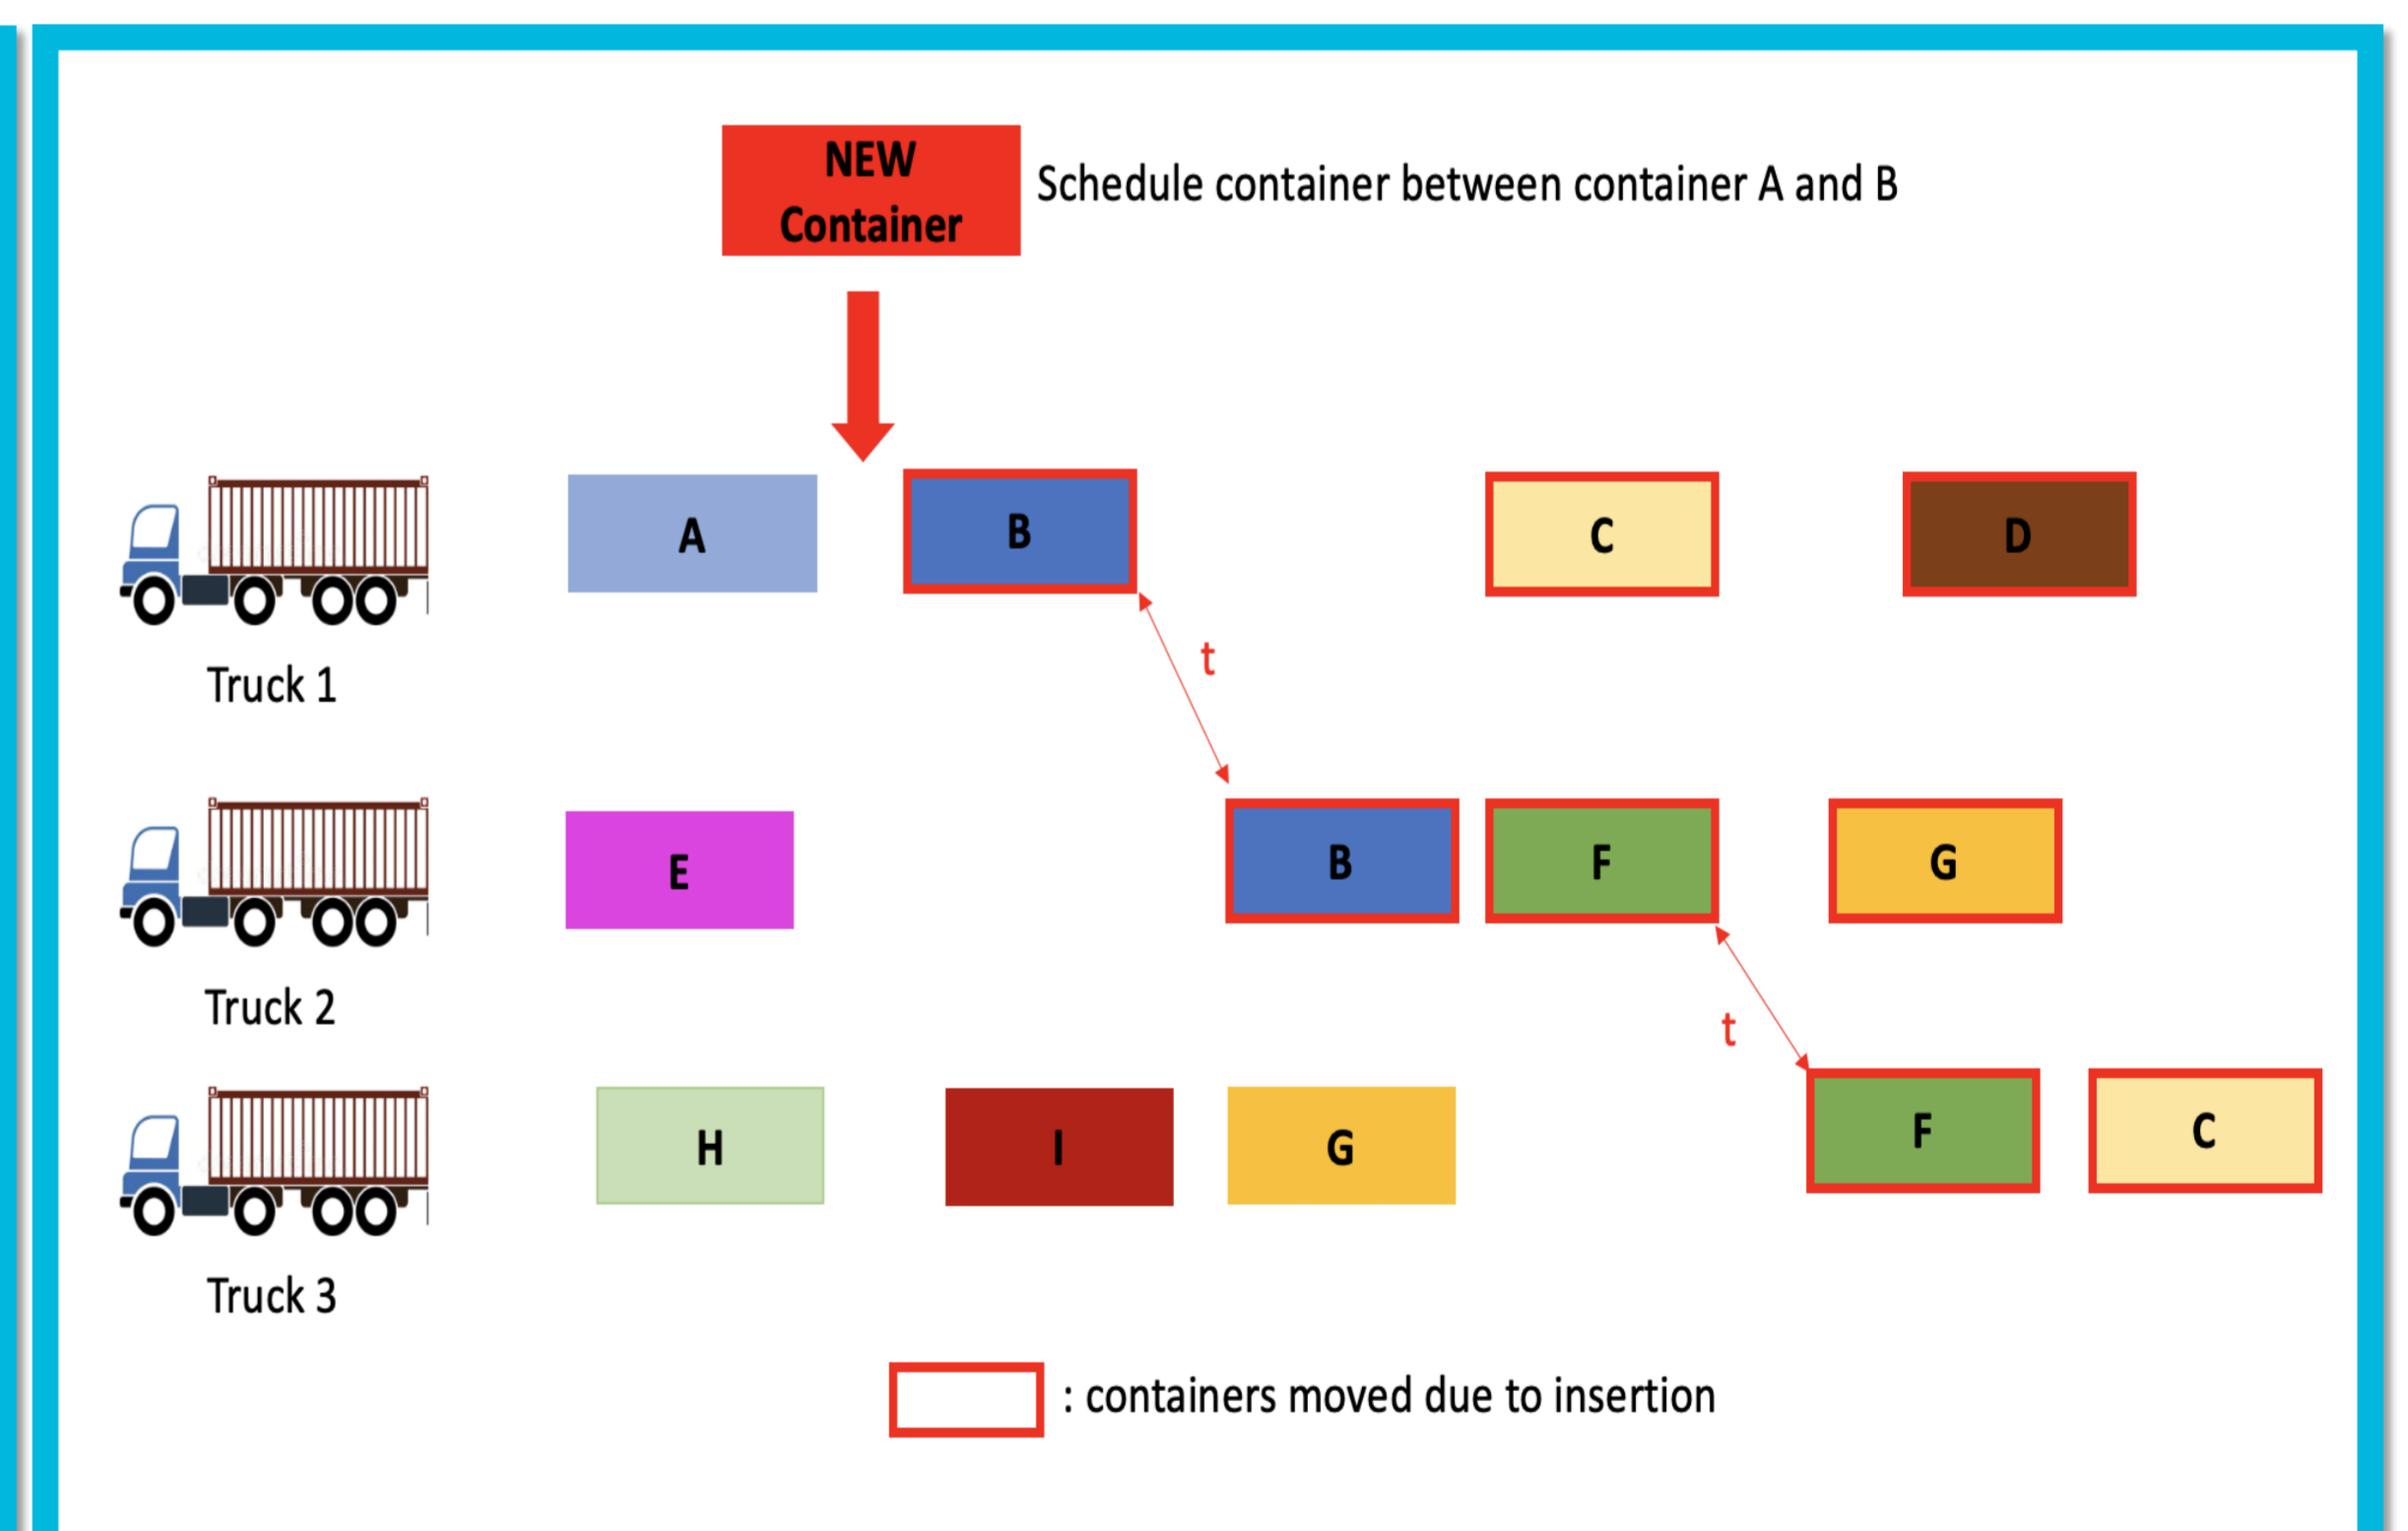 NEW
Container
Schedule container between container A and B
A
B
C
D
t
Truck 1
E
B
F
G
t
Truck 2
H
I
G
F
C
Truck 3
: containers moved due to insertion